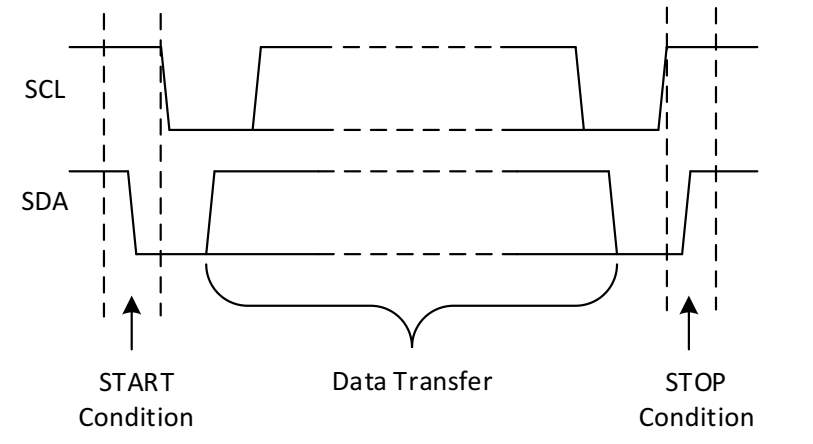 SCL
SDA
START
Condition
Data Transfer
STOP
Condition